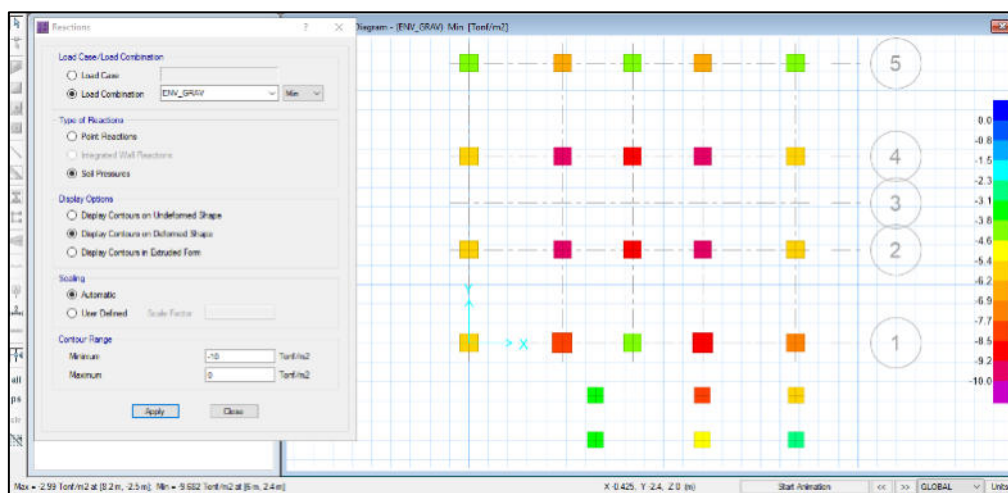 Reactions
? X
Diagram - (ENV_GRAV) Min [Tonf/m2]
Load Case/Load Combination
Load Case
Load Combination
ENV_GRAV
Min
Type of Reactions
Point Reactions
Integrated Wall Reactions
Soil Pressures
Display Options
Display Contours on Undeformed Shape
Display Contours on Deformed Shape
Display Contours in Extruded Form
Scaling
Automatic
User Defined
Scale Factor
Contour Range
Minimum
-10
Tonf/m2
Maximum
0
Tonf/m2
Apply
Close
all
ps
5
4
3
2
1
Y
X
0.0
-0.8
-1.5
-2.3
-3.1
-3.8
-4.6
-5.4
-6.2
-6.9
-7.7
-8.5
-9.2
-10.0
Max = -2.99 Tonf/m2 at [8.2 m, -2.5 m]; Min = -9.682 Tonf/m2 at [6 m, 2.4 m]
X -0.425, Y -2.4, Z 0 (m)
Start Animation
<< >>
GLOBAL
Units